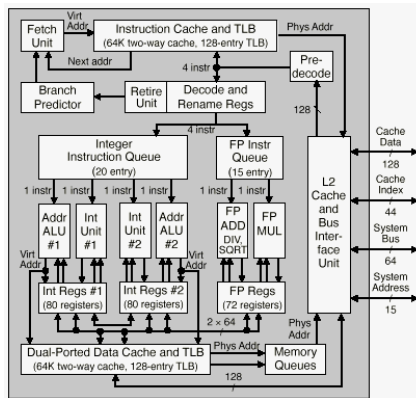 Fetch
Unit
Virt
Addr
Instruction Cache and TLB
(64K two-way cache, 128-entry TLB)
Phys Addr
Next addr
4 instr
Pre-
decode
Branch
Predictor
Retire
Unit
Decode and
Rename Regs
128
4 instr
Integer
Instruction Queue
(20 entry)
FP Instr
Queue
(15 entry)
1 instr
1 instr
1 instr
1 instr
1 instr
1 instr
Addr
ALU
#1
Int
Unit
#1
Int
Unit
#2
Addr
ALU
#2
FP
ADD
DIV,
SQRT
FP
MUL
L2
Cache
and
Bus
Inter-
face
Unit
Cache
Data
128
Cache
Index
44
System
Bus
64
System
Address
15
Virt
Addr
Virt
Addr
Int Regs #1
(80 registers)
Int Regs #2
(80 registers)
FP Regs
(72 registers)
2 × 64
Phys
Addr
Dual-Ported Data Cache and TLB
(64K two-way cache, 128-entry TLB)
Phys Addr
Memory
Queues
128